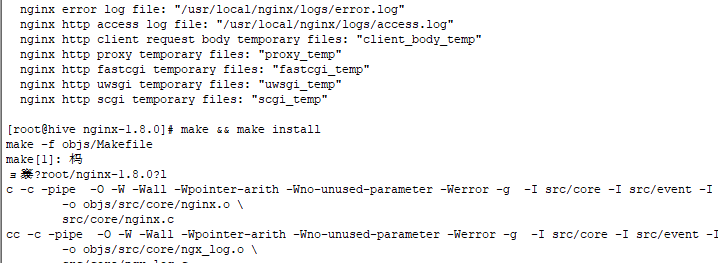 nginx error log file: "/usr/local/nginx/logs/error.log"
nginx http access log file: "/usr/local/nginx/logs/access.log"
nginx http client request body temporary files: "client_body_temp"
nginx http proxy temporary files: "proxy_temp"
nginx http fastcgi temporary files: "fastcgi_temp"
nginx http uwsgi temporary files: "uwsgi_temp"
nginx http scgi temporary files: "scgi_temp"
[root@hive nginx-1.8.0]# make && make install
make -f objs/Makefile
make[1]: 杩
?root/nginx-1.8.0?l
c -c -pipe  -O -W -Wall -Wpointer-arith -Wno-unused-parameter -Werror -g  -I src/core -I src/event -I
-o objs/src/core/nginx.o \
src/core/nginx.c
cc -c -pipe  -O -W -Wall -Wpointer-arith -Wno-unused-parameter -Werror -g  -I src/core -I src/event -I
-o objs/src/core/ngx_log.o \